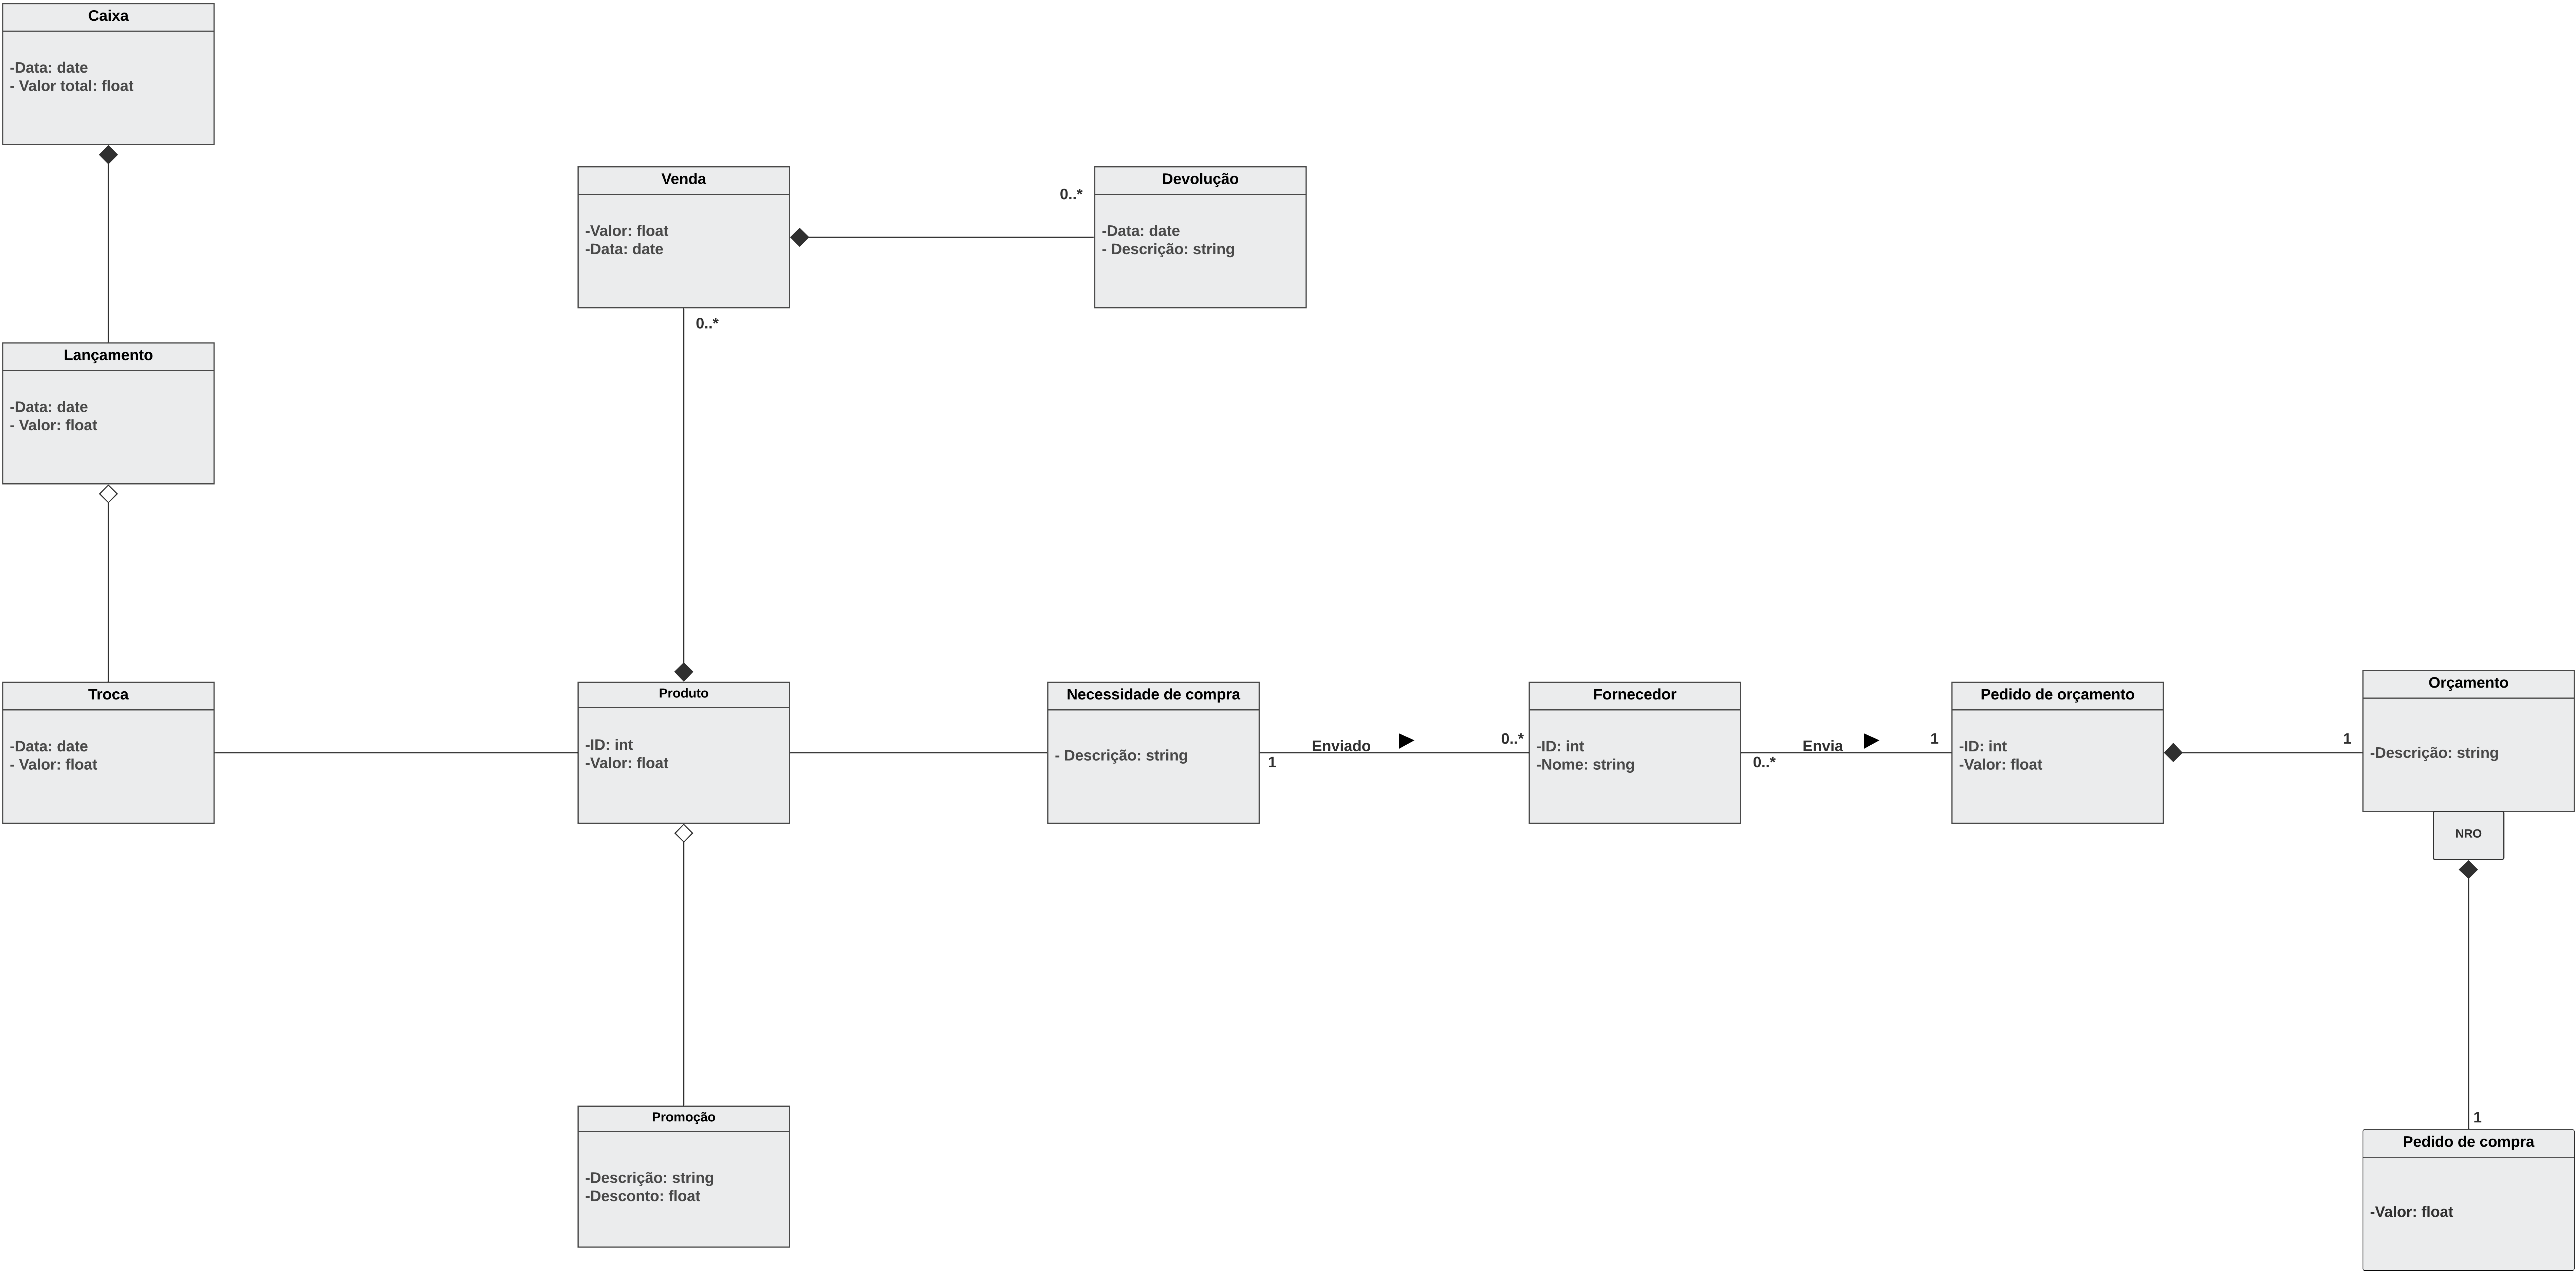 Caixa
-Data: date
- Valor total: float
Venda
-Valor: float
-Data: date
0..*
Devolução
-Data: date
- Descrição: string
0..*
Lançamento
-Data: date
- Valor: float
Troca
-Data: date
- Valor: float
Produto
-ID: int
-Valor: float
Necessidade de compra
- Descrição: string
1
Enviado
0..*
Fornecedor
-ID: int
-Nome: string
0..*
Envia
1
Pedido de orçamento
-ID: int
-Valor: float
1
Orçamento
-Descrição: string
NRO
Promoção
-Descrição: string
-Desconto: float
1
Pedido de compra
-Valor: float